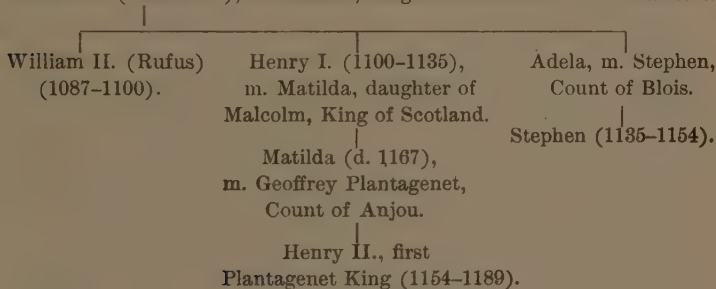 William II. (Rufus)
(1087–1100).
Henry I. (1100–1135),
m. Matilda, daughter of
Malcolm, King of Scotland.
Adela, m. Stephen,
Count of Blois.
Stephen (1135–1154).
Matilda (d. 1167),
m. Geoffrey Plantagenet,
Count of Anjou.
Henry II., first
Plantagenet King (1154–1189).